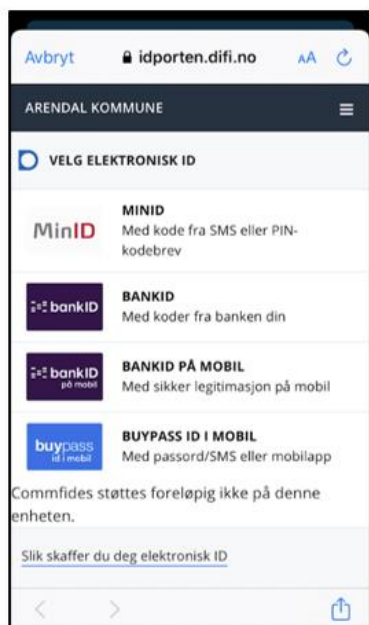 Avbryt idporten.difi.no AA
ARENDAL KOMMUNE
VELG ELEKTRONISK ID
MinID
MINID
Med kode fra SMS eller PIN-
kodebrev
bankID
BANKID
Med koder fra banken din
bankID
på mobil
BANKID PÅ MOBIL
Med sikker legitimasjon på mobil
buypass
id i mobil
BUYPASS ID I MOBIL
Med passord/SMS eller mobilapp
Commfides støttes foreløpig ikke på denne
enheten.
Slik skaffer du deg elektronisk ID